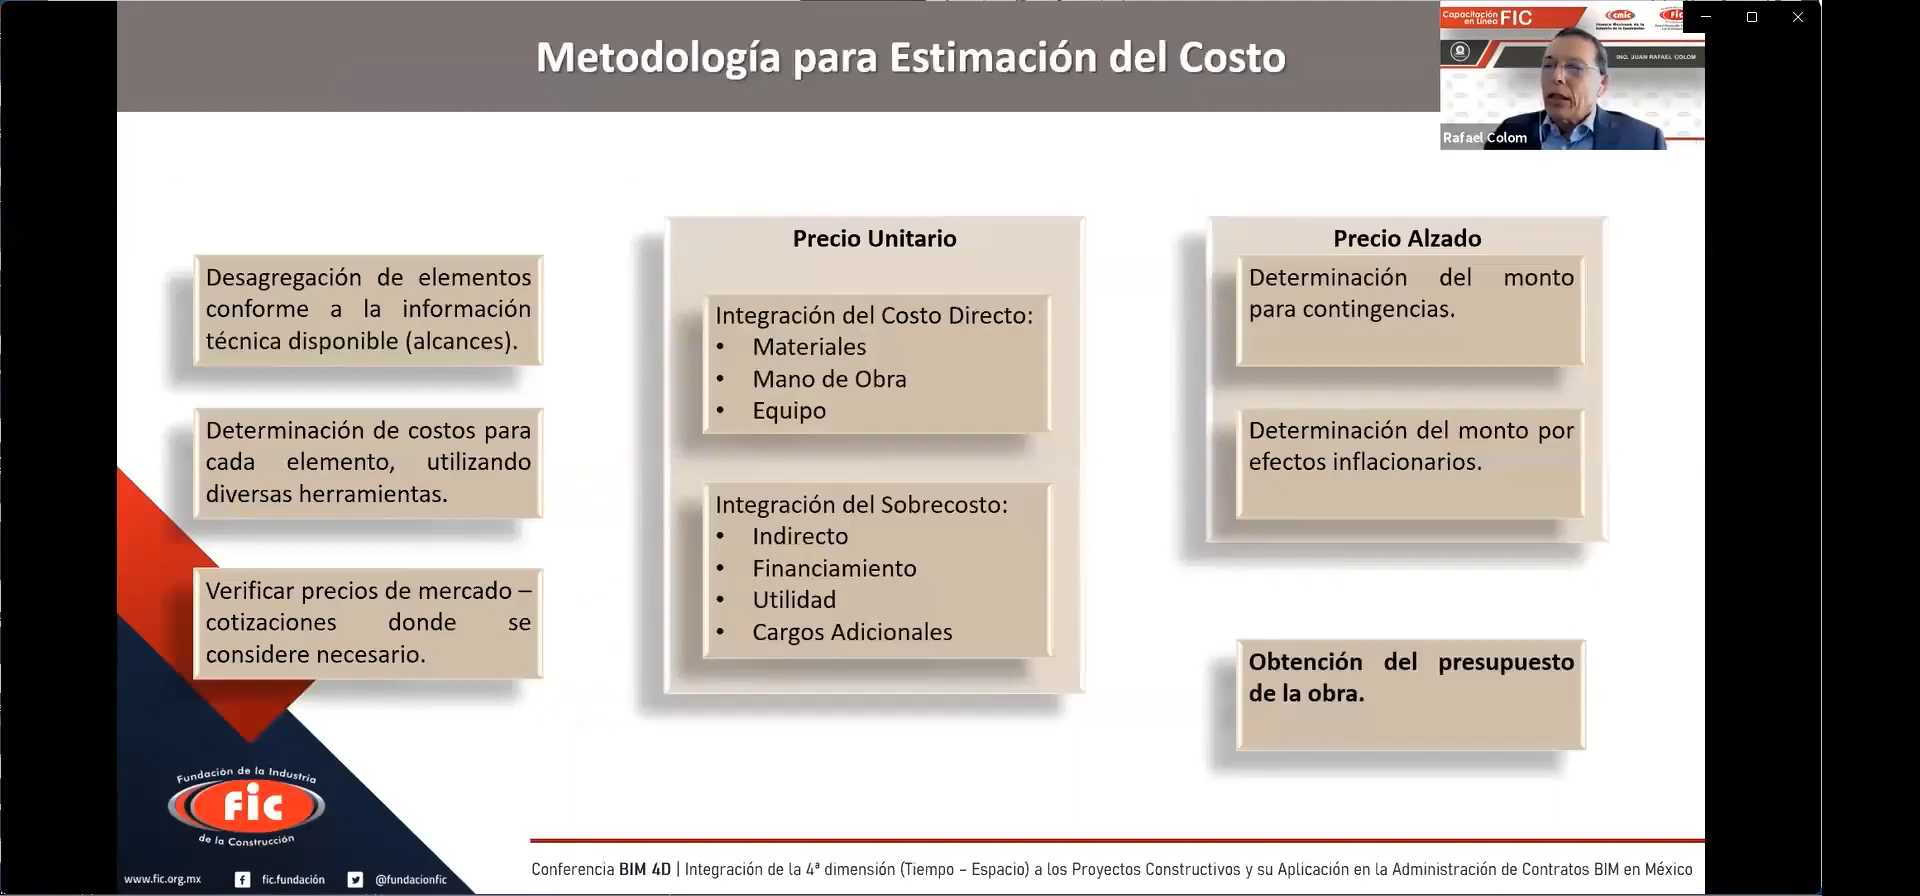 Metodología para Estimación del Costo
Capacitación
en Línea FIC
cmic
ING. JUAN RAFAEL COLOM
Rafael Colom
Desagregación de elementos
conforme a la información
técnica disponible (alcances).
Determinación de costos para
cada elemento, utilizando
diversas herramientas.
Verificar precios de mercado –
cotizaciones donde se
considere necesario.
Precio Unitario
Integración del Costo Directo:
• Materiales
• Mano de Obra
• Equipo
Integración del Sobrecosto:
• Indirecto
• Financiamiento
• Utilidad
• Cargos Adicionales
Precio Alzado
Determinación del monto
para contingencias.
Determinación del monto por
efectos inflacionarios.
Obtención del presupuesto
de la obra.
Fundación de la Industria
FIC
de la Construcción
www.fic.org.mx fic.fundación @fundacionfic
Conferencia BIM 4D | Integración de la 4ª dimensión (Tiempo – Espacio) a los Proyectos Constructivos y su Aplicación en la Administración de Contratos BIM en México